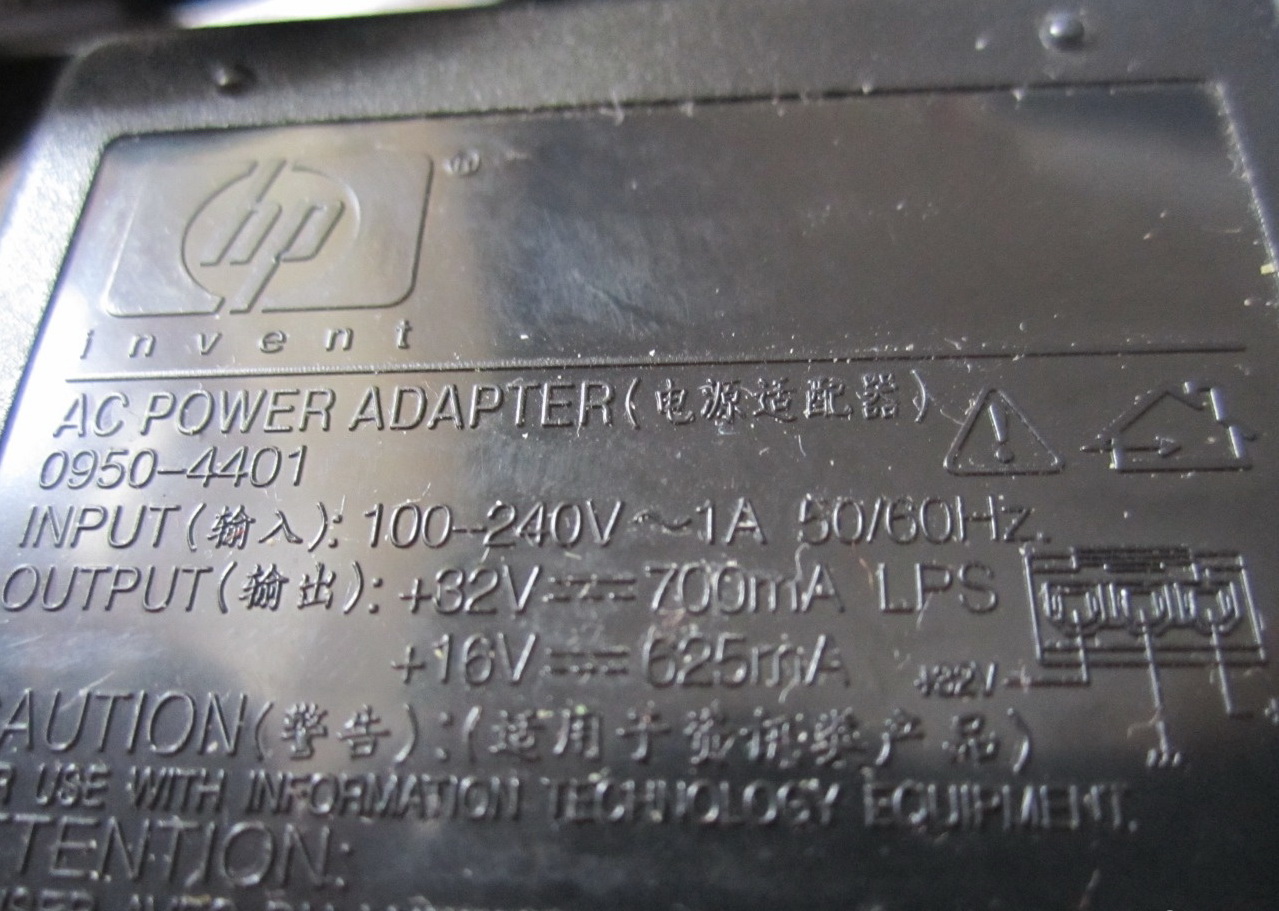 hp ®
invent
AC POWER ADAPTER(电源适配器)
0950-4401
INPUT(输入): 100-240V~1A 50/60Hz.
OUTPUT(输出): +32V⎓700mA LPS
+16V⎓625mA
+32V
AUTION(警告):(适用于资讯类产品)
R USE WITH INFORMATION TECHNOLOGY EQUIPMENT.
TTENTION: